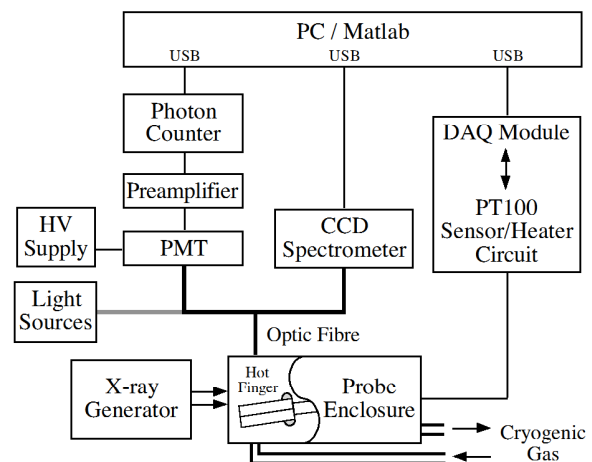 PC / Matlab
USB
USB
USB
Photon
Counter
DAQ Module
Preamplifier
HV
Supply
PMT
CCD
Spectrometer
PT100
Sensor/Heater
Circuit
Light
Sources
Optic Fibre
X-ray
Generator
Hot
Finger
Probe
Enclosure
Cryogenic
Gas